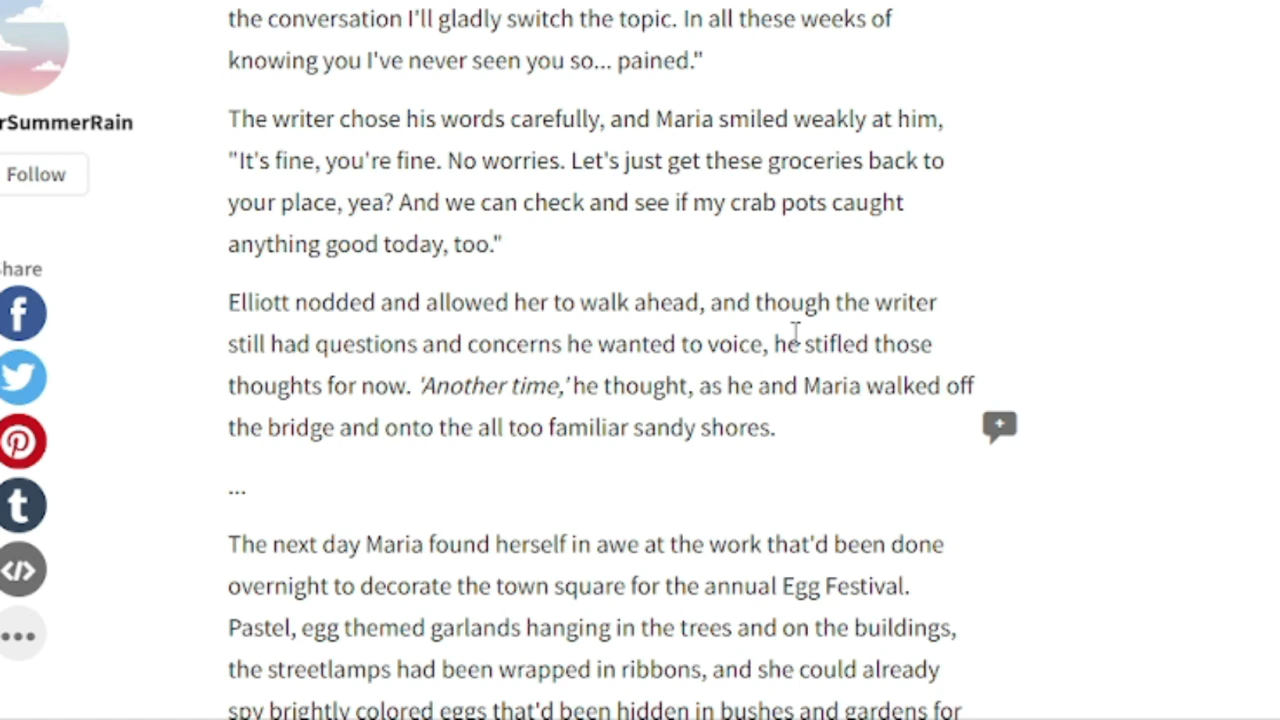 the conversation I'll gladly switch the topic. In all these weeks of
knowing you I've never seen you so... pained."
rSummerRain
Follow
The writer chose his words carefully, and Maria smiled weakly at him,
"It's fine, you're fine. No worries. Let's just get these groceries back to
your place, yea? And we can check and see if my crab pots caught
anything good today, too."
hare
Elliott nodded and allowed her to walk ahead, and though the writer
still had questions and concerns he wanted to voice, he stifled those
thoughts for now. 'Another time,' he thought, as he and Maria walked off
the bridge and onto the all too familiar sandy shores.
...
The next day Maria found herself in awe at the work that'd been done
overnight to decorate the town square for the annual Egg Festival.
Pastel, egg themed garlands hanging in the trees and on the buildings,
the streetlamps had been wrapped in ribbons, and she could already
spy brightly colored eggs that'd been hidden in bushes and gardens for